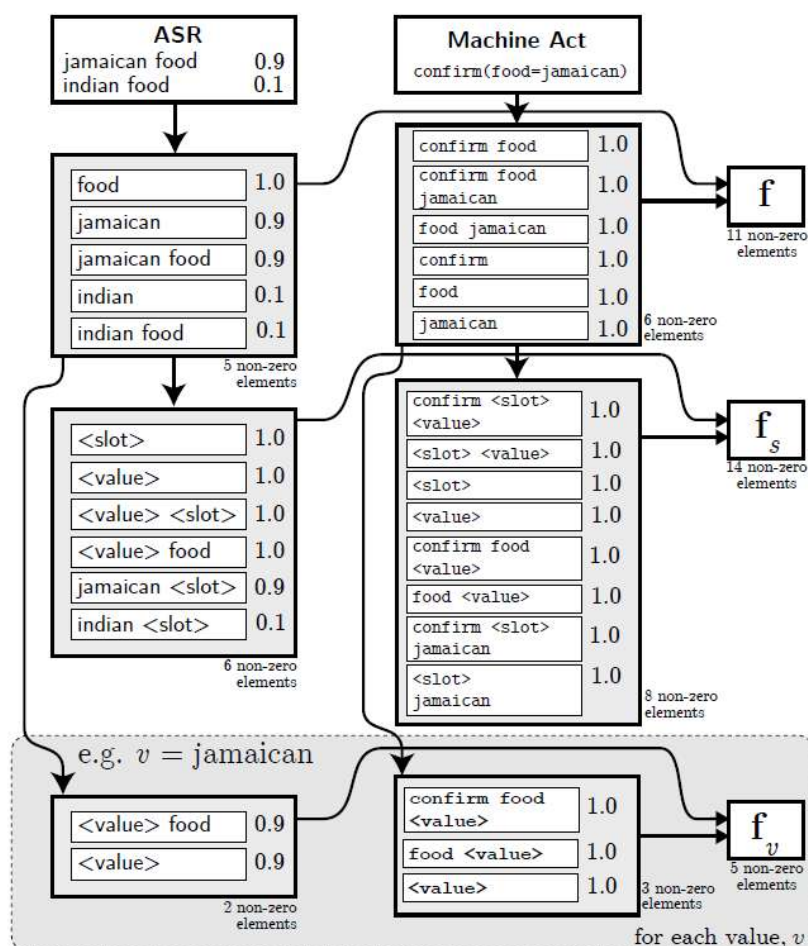 ASR
jamaican food 0.9
indian food 0.1
Machine Act
confirm(food=jamaican)
food 1.0
jamaican 0.9
jamaican food 0.9
indian 0.1
indian food 0.1
5 non-zero
elements
confirm food 1.0
confirm food
jamaican 1.0
food jamaican 1.0
confirm 1.0
food 1.0
jamaican 1.0
6 non-zero
elements
f
11 non-zero
elements
<slot> 1.0
<value> 1.0
<value> <slot> 1.0
<value> food 1.0
jamaican <slot> 0.9
indian <slot> 0.1
6 non-zero
elements
confirm <slot>
<value> 1.0
<slot> <value> 1.0
<slot> 1.0
<value> 1.0
confirm food
<value> 1.0
food <value> 1.0
confirm <slot>
jamaican 1.0
<slot>
jamaican 1.0
8 non-zero
elements
f s
14 non-zero
elements
e.g. v = jamaican
<value> food 0.9
<value> 0.9
2 non-zero
elements
confirm food
<value> 1.0
food <value> 1.0
<value> 1.0
3 non-zero
elements
f v
5 non-zero
elements
for each value, v